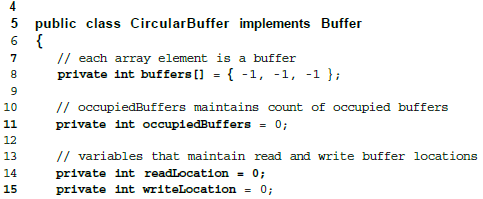 4
5 public class CircularBuffer implements Buffer
6 {
7 // each array element is a buffer
8 private int buffers[] = { -1, -1, -1 };
9
10 // occupiedBuffers maintains count of occupied buffers
11 private int occupiedBuffers = 0;
12
13 // variables that maintain read and write buffer locations
14 private int readLocation = 0;
15 private int writeLocation = 0;